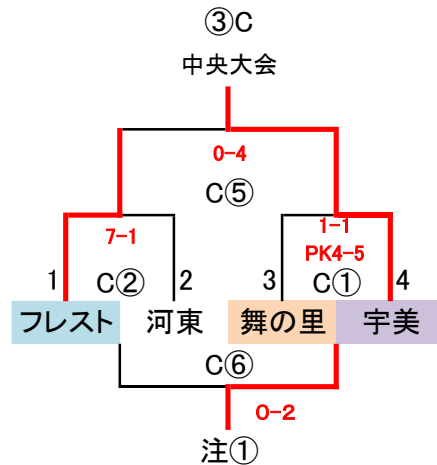 ③C
中央大会
0-4
C⑤
7-1
1-1
PK4-5
1 C② 2 3 C① 4
フレスト 河東 舞の里 宇美
C⑥
0-2
注①